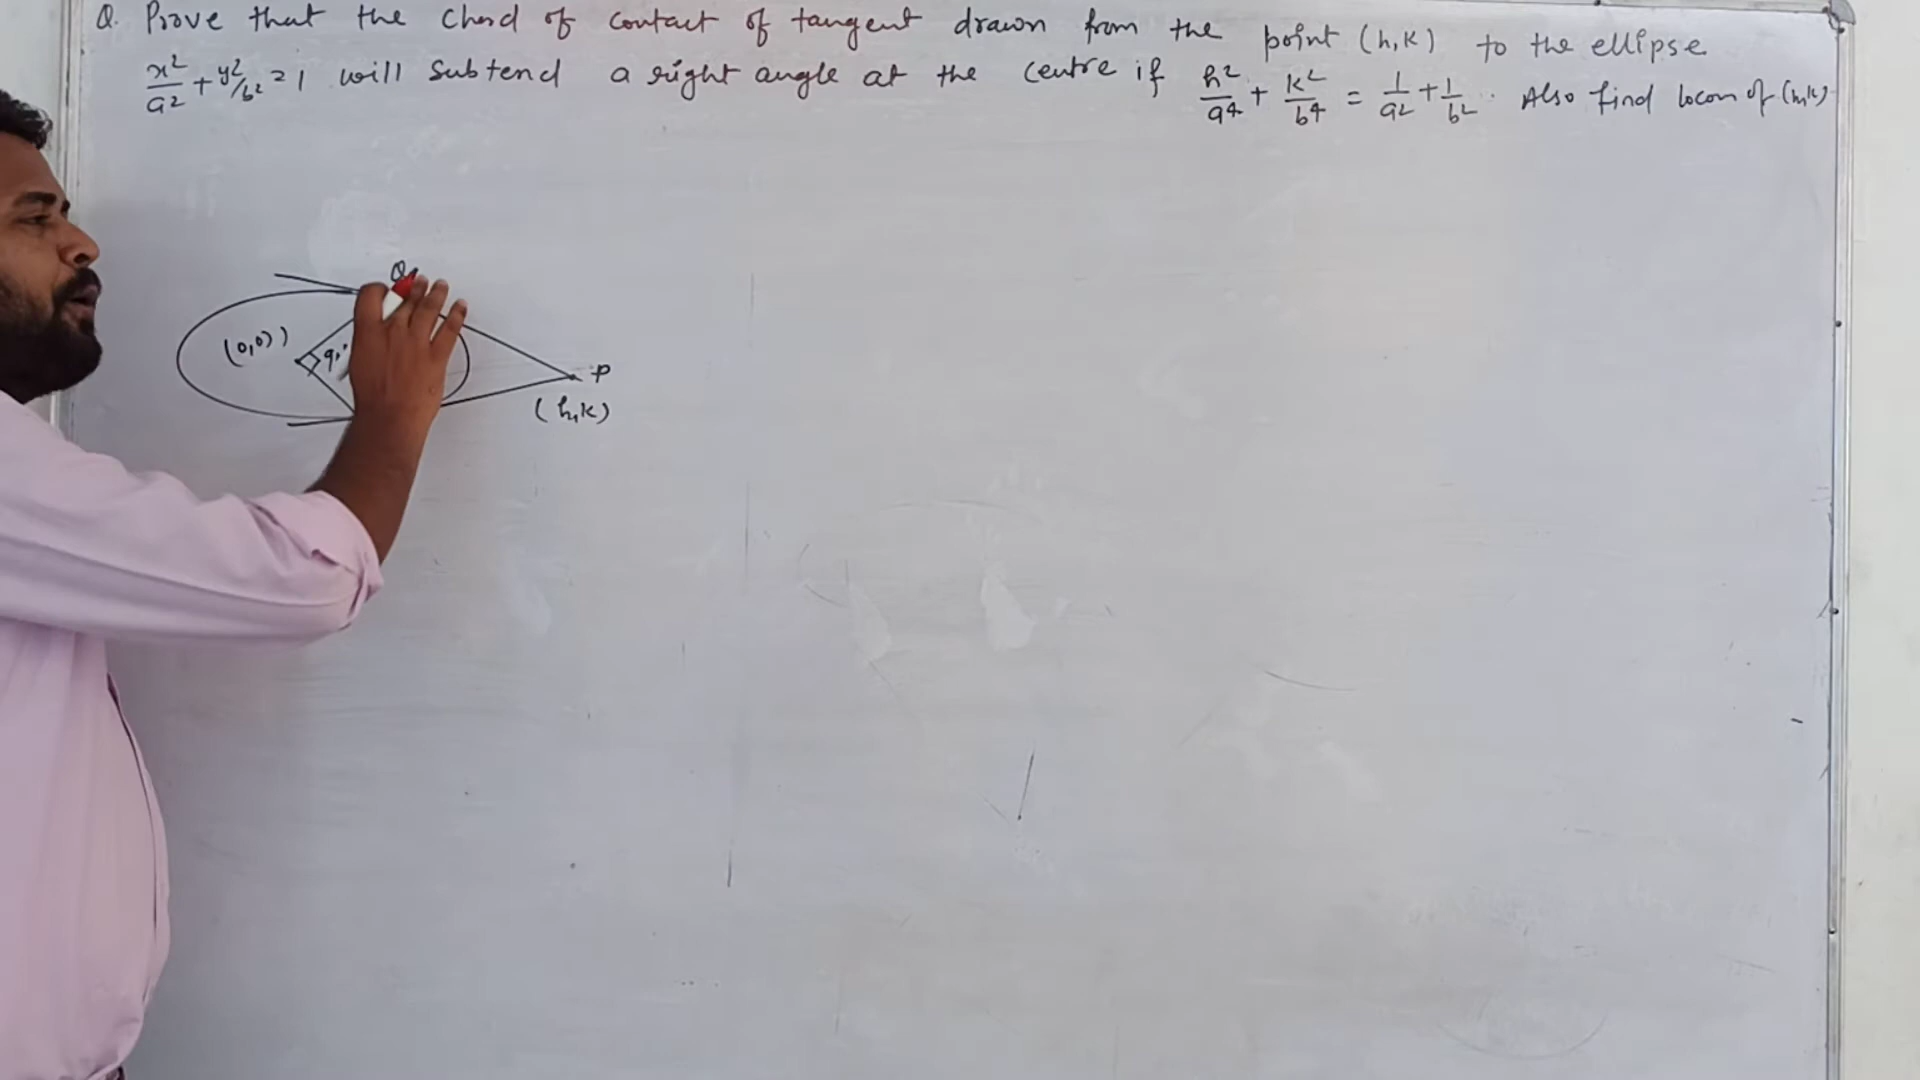 Q. Prove that the Chord of contact of tangent drawn from the point (h,k) to the ellipse
x²/a² + y²/b² = 1 will subtend a right angle at the centre if h²/a⁴ + k²/b⁴ = 1/a² + 1/b². Also find locus of (h,k)
Q
(0,0)
90°
P
(h,k)